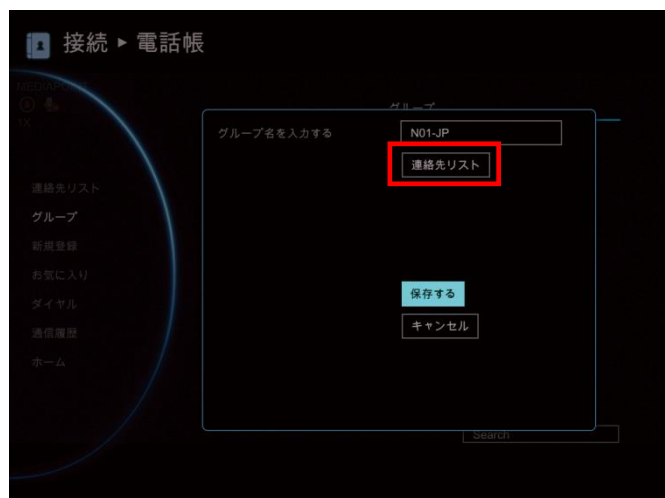 接続 ▸ 電話帳
MEDIAPOINT
1X
グループ
グループ名を入力する
N01-JP
連絡先リスト
連絡先リスト
グループ
新規登録
お気に入り
ダイヤル
通信履歴
ホーム
保存する
キャンセル
Search